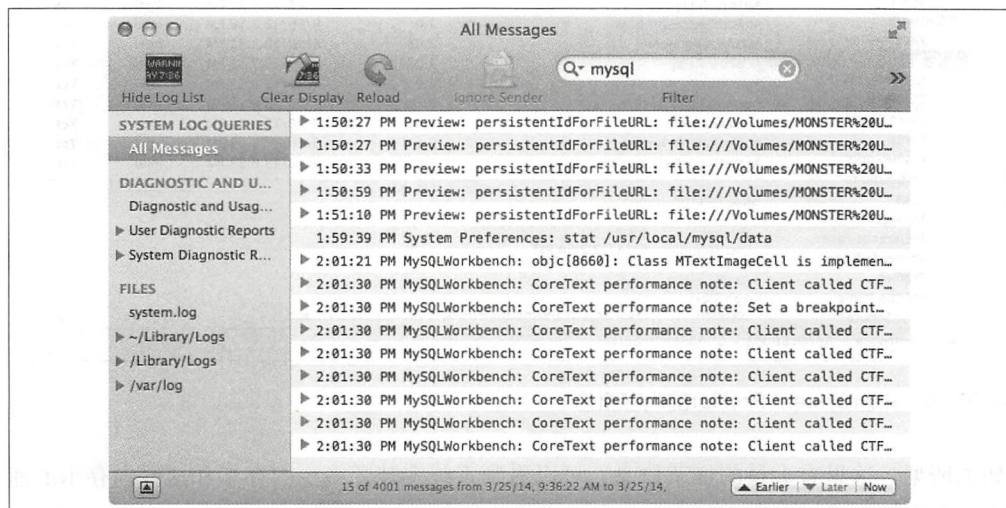 All Messages
mysql
Hide Log List
Clear Display
Reload
Ignore Sender
Filter
SYSTEM LOG QUERIES
All Messages
DIAGNOSTIC AND U...
Diagnostic and Usag...
User Diagnostic Reports
System Diagnostic R...
FILES
system.log
~/Library/Logs
/Library/Logs
/var/log
1:50:27 PM Preview: persistentIdForFileURL: file:///Volumes/MONSTER%20U…
1:50:27 PM Preview: persistentIdForFileURL: file:///Volumes/MONSTER%20U…
1:50:33 PM Preview: persistentIdForFileURL: file:///Volumes/MONSTER%20U…
1:50:59 PM Preview: persistentIdForFileURL: file:///Volumes/MONSTER%20U…
1:51:10 PM Preview: persistentIdForFileURL: file:///Volumes/MONSTER%20U…
1:59:39 PM System Preferences: stat /usr/local/mysql/data
2:01:21 PM MySQLWorkbench: objc[8660]: Class MTextImageCell is implemen…
2:01:30 PM MySQLWorkbench: CoreText performance note: Client called CTF…
2:01:30 PM MySQLWorkbench: CoreText performance note: Set a breakpoint…
2:01:30 PM MySQLWorkbench: CoreText performance note: Client called CTF…
2:01:30 PM MySQLWorkbench: CoreText performance note: Client called CTF…
2:01:30 PM MySQLWorkbench: CoreText performance note: Client called CTF…
2:01:30 PM MySQLWorkbench: CoreText performance note: Client called CTF…
2:01:30 PM MySQLWorkbench: CoreText performance note: Client called CTF…
2:01:30 PM MySQLWorkbench: CoreText performance note: Client called CTF…
15 of 4001 messages from 3/25/14, 9:36:22 AM to 3/25/14,
Earlier
Later
Now